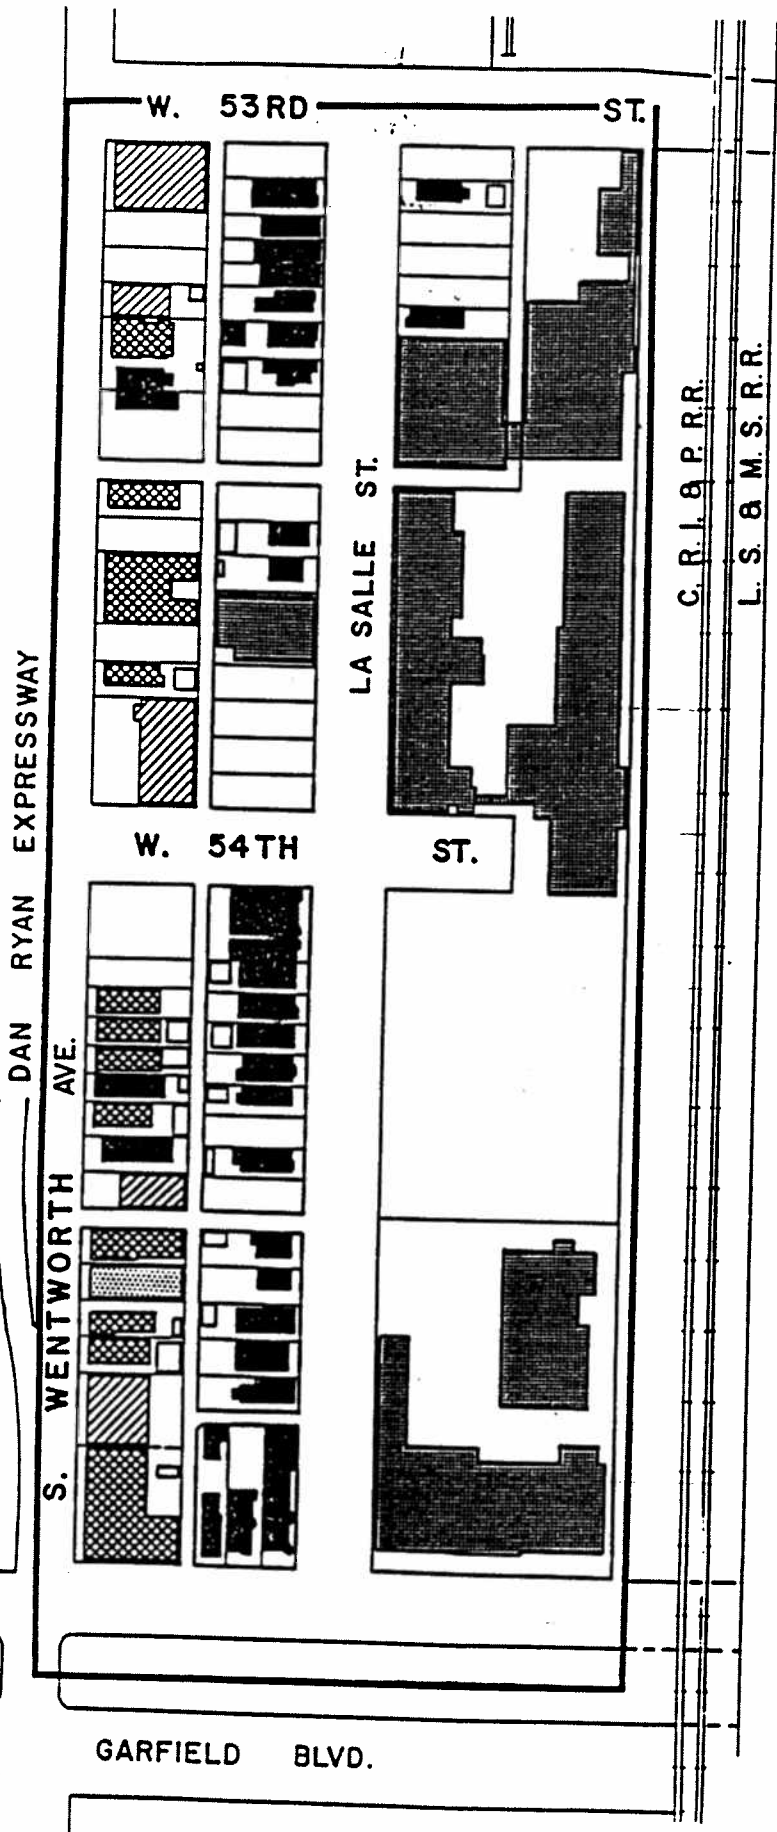 W. 53RD ST.
LA SALLE ST.
C. R. I. & P. R.R.
L. S. & M. S. R. R.
DAN RYAN EXPRESSWAY
W. 54TH ST.
S. WENTWORTH AVE.
GARFIELD BLVD.